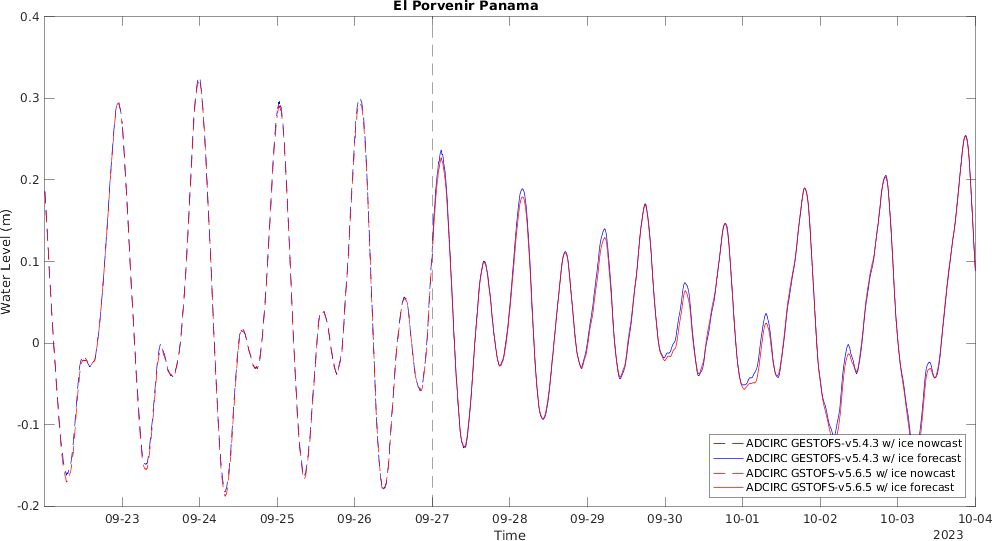 El Porvenir Panama
0.4
0.3
0.2
0.1
0
-0.1
-0.2
Water Level (m)
ADCIRC GESTOFS-v5.4.3 w/ ice nowcast
ADCIRC GESTOFS-v5.4.3 w/ ice forecast
ADCIRC GSTOFS-v5.6.5 w/ ice nowcast
ADCIRC GSTOFS-v5.6.5 w/ ice forecast
09-23 09-24 09-25 09-26 09-27 09-28 09-29 09-30 10-01 10-02 10-03 10-04
Time
2023